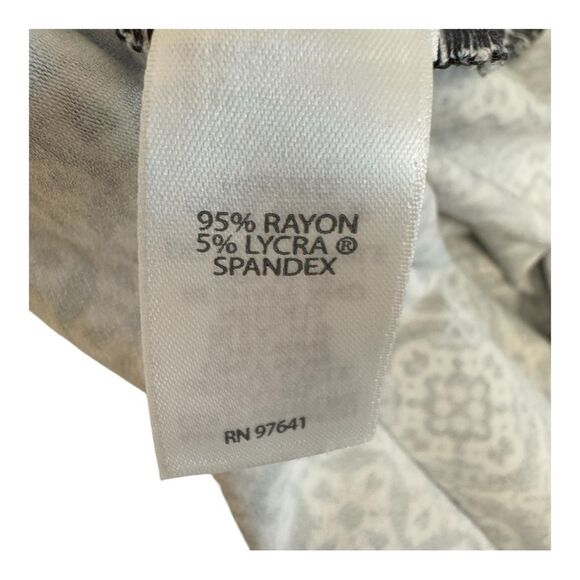 95% RAYON
5% LYCRA ®
SPANDEX
RN 97641